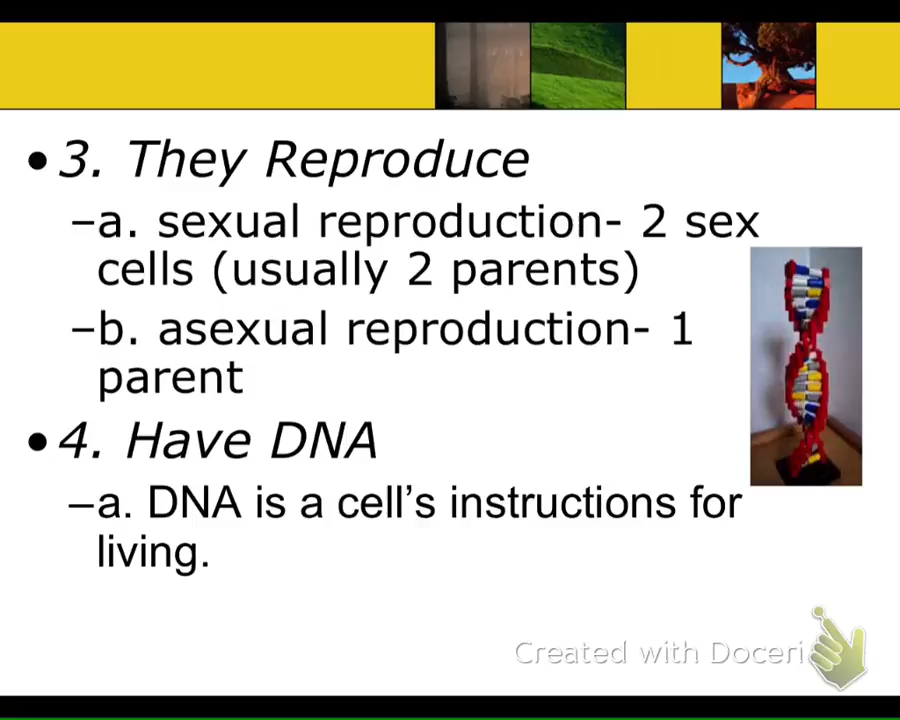 • 3. They Reproduce
–a. sexual reproduction- 2 sex
cells (usually 2 parents)
–b. asexual reproduction- 1
parent
• 4. Have DNA
–a. DNA is a cell’s instructions for
living.
Created with Doceri